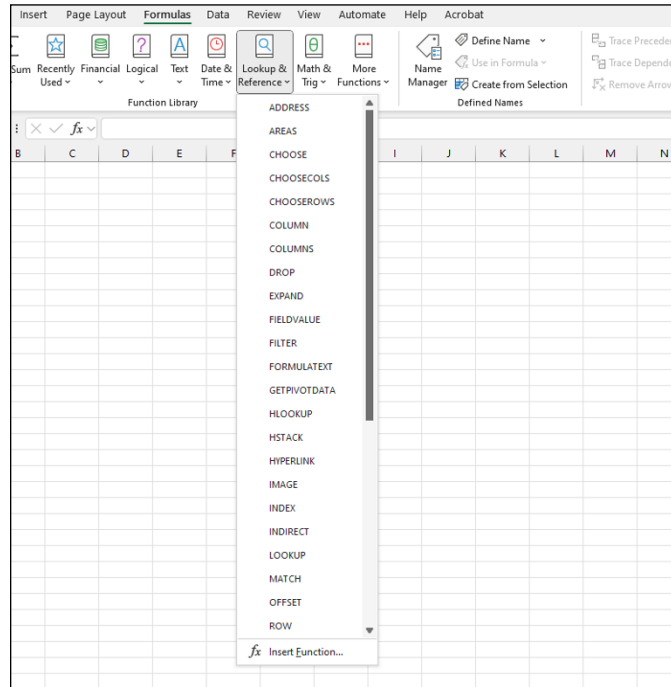 Insert Page Layout Formulas Data Review View Automate Help Acrobat
Sum Recently Used Financial Logical Text Date & Time Lookup & Reference Math & Trig More Functions
Name Manager Define Name
Use in Formula
Create from Selection
Trace Precede
Trace Depende
Remove Arrow
Function Library Defined Names
fx
B C D E F I J K L M N
ADDRESS
AREAS
CHOOSE
CHOOSECOLS
CHOOSEROWS
COLUMN
COLUMNS
DROP
EXPAND
FIELDVALUE
FILTER
FORMULATEXT
GETPIVOTDATA
HLOOKUP
HSTACK
HYPERLINK
IMAGE
INDEX
INDIRECT
LOOKUP
MATCH
OFFSET
ROW
fx Insert Function...